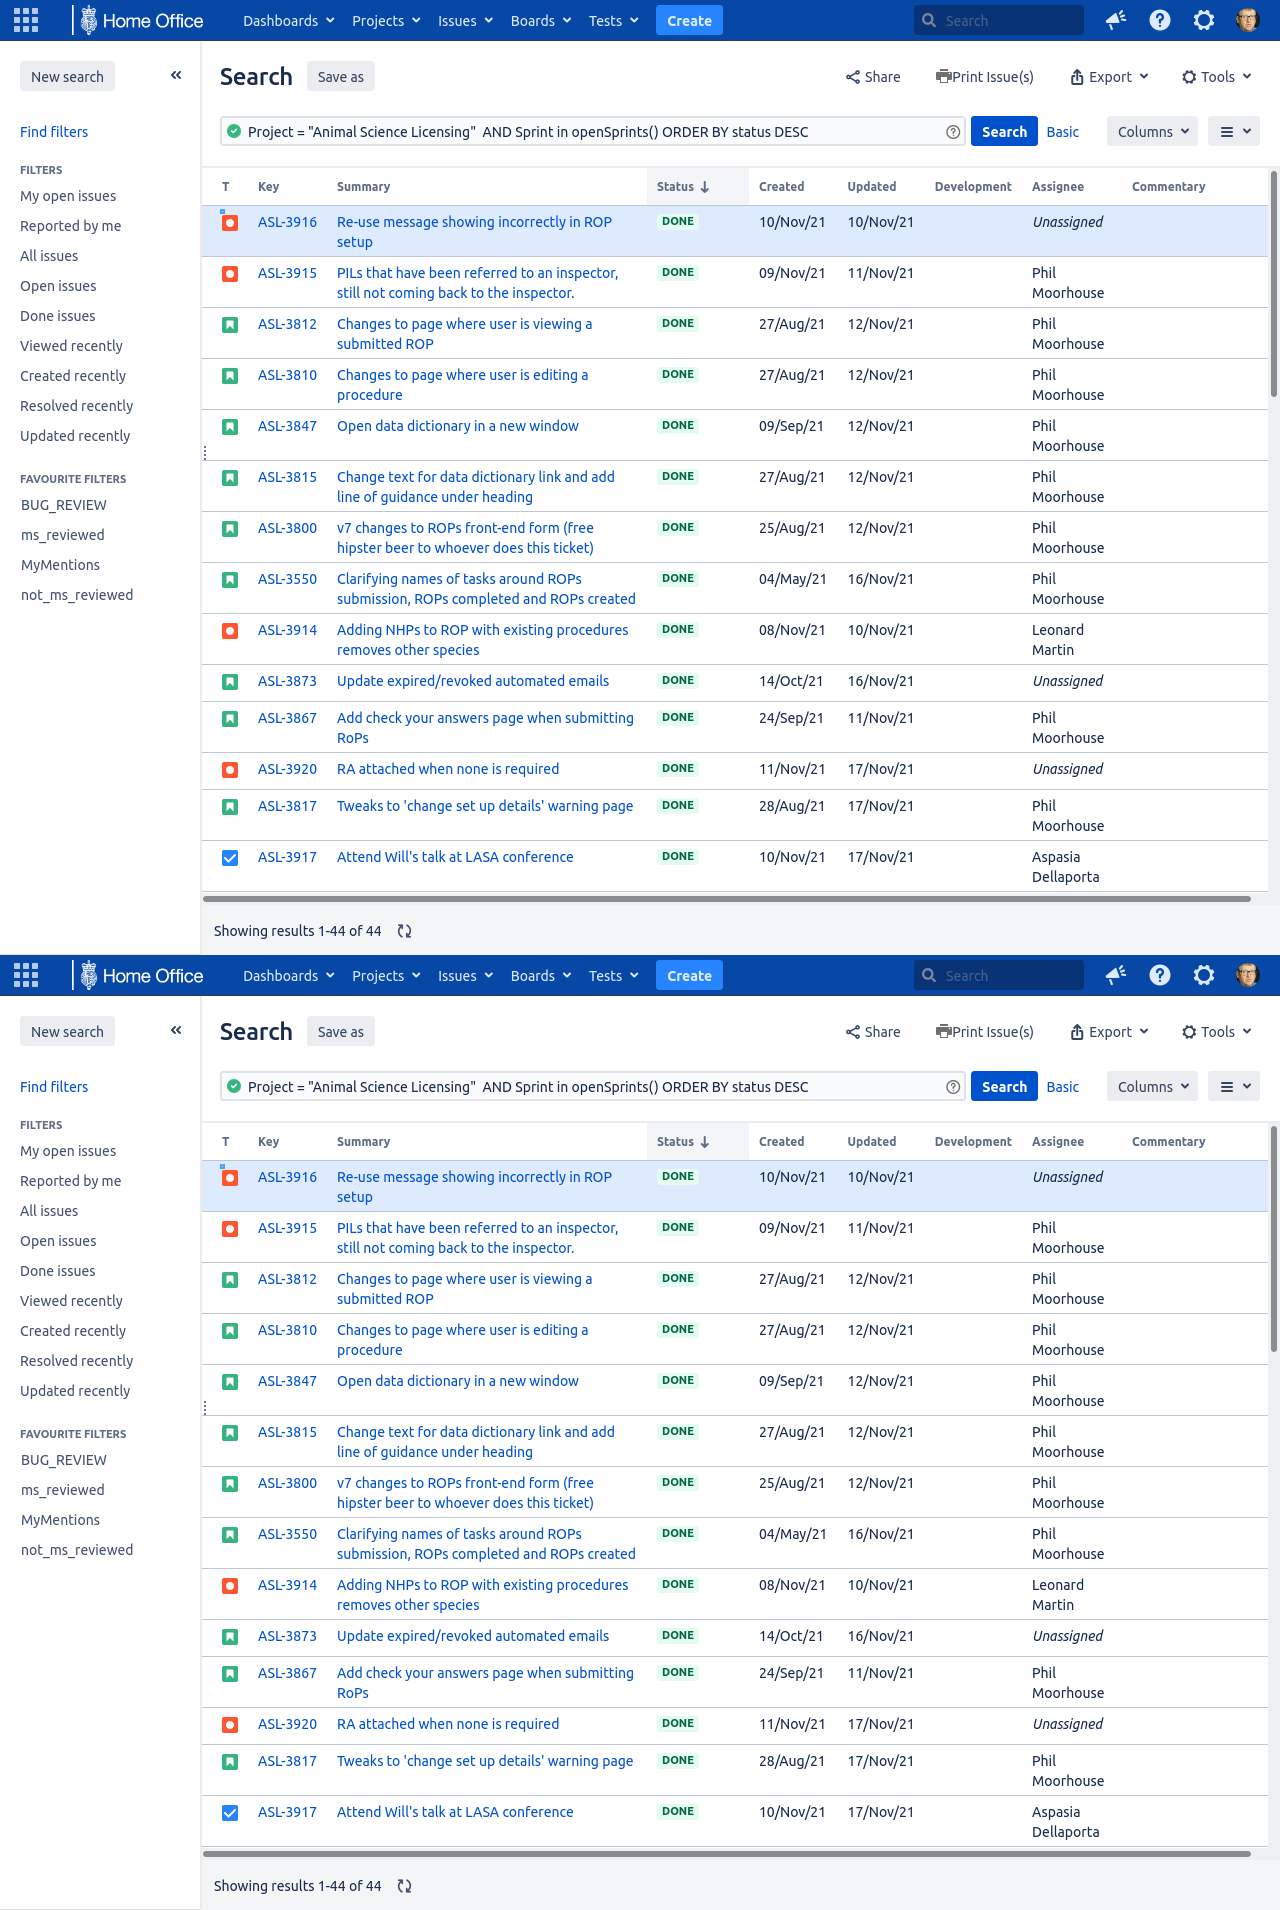 Home Office Dashboards Projects Issues Boards Tests Create Search
New search
Search Save as Share Print Issue(s) Export Tools
Find filters
Project = "Animal Science Licensing"  AND Sprint in openSprints() ORDER BY status DESC Search Basic Columns
FILTERS
My open issues
Reported by me
All issues
Open issues
Done issues
Viewed recently
Created recently
Resolved recently
Updated recently
FAVOURITE FILTERS
BUG_REVIEW
ms_reviewed
MyMentions
not_ms_reviewed
T Key Summary Status Created Updated Development Assignee Commentary
ASL-3916 Re-use message showing incorrectly in ROP DONE 10/Nov/21 10/Nov/21 Unassigned
setup
ASL-3915 PILs that have been referred to an inspector, DONE 09/Nov/21 11/Nov/21 Phil
still not coming back to the inspector. Moorhouse
ASL-3812 Changes to page where user is viewing a DONE 27/Aug/21 12/Nov/21 Phil
submitted ROP Moorhouse
ASL-3810 Changes to page where user is editing a DONE 27/Aug/21 12/Nov/21 Phil
procedure Moorhouse
ASL-3847 Open data dictionary in a new window DONE 09/Sep/21 12/Nov/21 Phil
Moorhouse
ASL-3815 Change text for data dictionary link and add DONE 27/Aug/21 12/Nov/21 Phil
line of guidance under heading Moorhouse
ASL-3800 v7 changes to ROPs front-end form (free DONE 25/Aug/21 12/Nov/21 Phil
hipster beer to whoever does this ticket) Moorhouse
ASL-3550 Clarifying names of tasks around ROPs DONE 04/May/21 16/Nov/21 Phil
submission, ROPs completed and ROPs created Moorhouse
ASL-3914 Adding NHPs to ROP with existing procedures DONE 08/Nov/21 10/Nov/21 Leonard
removes other species Martin
ASL-3873 Update expired/revoked automated emails DONE 14/Oct/21 16/Nov/21 Unassigned
ASL-3867 Add check your answers page when submitting DONE 24/Sep/21 11/Nov/21 Phil
RoPs Moorhouse
ASL-3920 RA attached when none is required DONE 11/Nov/21 17/Nov/21 Unassigned
ASL-3817 Tweaks to 'change set up details' warning page DONE 28/Aug/21 17/Nov/21 Phil
Moorhouse
ASL-3917 Attend Will's talk at LASA conference DONE 10/Nov/21 17/Nov/21 Aspasia
Dellaporta
Showing results 1-44 of 44
Home Office Dashboards Projects Issues Boards Tests Create Search
New search
Search Save as Share Print Issue(s) Export Tools
Find filters
Project = "Animal Science Licensing"  AND Sprint in openSprints() ORDER BY status DESC Search Basic Columns
FILTERS
My open issues
Reported by me
All issues
Open issues
Done issues
Viewed recently
Created recently
Resolved recently
Updated recently
FAVOURITE FILTERS
BUG_REVIEW
ms_reviewed
MyMentions
not_ms_reviewed
T Key Summary Status Created Updated Development Assignee Commentary
ASL-3916 Re-use message showing incorrectly in ROP DONE 10/Nov/21 10/Nov/21 Unassigned
setup
ASL-3915 PILs that have been referred to an inspector, DONE 09/Nov/21 11/Nov/21 Phil
still not coming back to the inspector. Moorhouse
ASL-3812 Changes to page where user is viewing a DONE 27/Aug/21 12/Nov/21 Phil
submitted ROP Moorhouse
ASL-3810 Changes to page where user is editing a DONE 27/Aug/21 12/Nov/21 Phil
procedure Moorhouse
ASL-3847 Open data dictionary in a new window DONE 09/Sep/21 12/Nov/21 Phil
Moorhouse
ASL-3815 Change text for data dictionary link and add DONE 27/Aug/21 12/Nov/21 Phil
line of guidance under heading Moorhouse
ASL-3800 v7 changes to ROPs front-end form (free DONE 25/Aug/21 12/Nov/21 Phil
hipster beer to whoever does this ticket) Moorhouse
ASL-3550 Clarifying names of tasks around ROPs DONE 04/May/21 16/Nov/21 Phil
submission, ROPs completed and ROPs created Moorhouse
ASL-3914 Adding NHPs to ROP with existing procedures DONE 08/Nov/21 10/Nov/21 Leonard
removes other species Martin
ASL-3873 Update expired/revoked automated emails DONE 14/Oct/21 16/Nov/21 Unassigned
ASL-3867 Add check your answers page when submitting DONE 24/Sep/21 11/Nov/21 Phil
RoPs Moorhouse
ASL-3920 RA attached when none is required DONE 11/Nov/21 17/Nov/21 Unassigned
ASL-3817 Tweaks to 'change set up details' warning page DONE 28/Aug/21 17/Nov/21 Phil
Moorhouse
ASL-3917 Attend Will's talk at LASA conference DONE 10/Nov/21 17/Nov/21 Aspasia
Dellaporta
Showing results 1-44 of 44